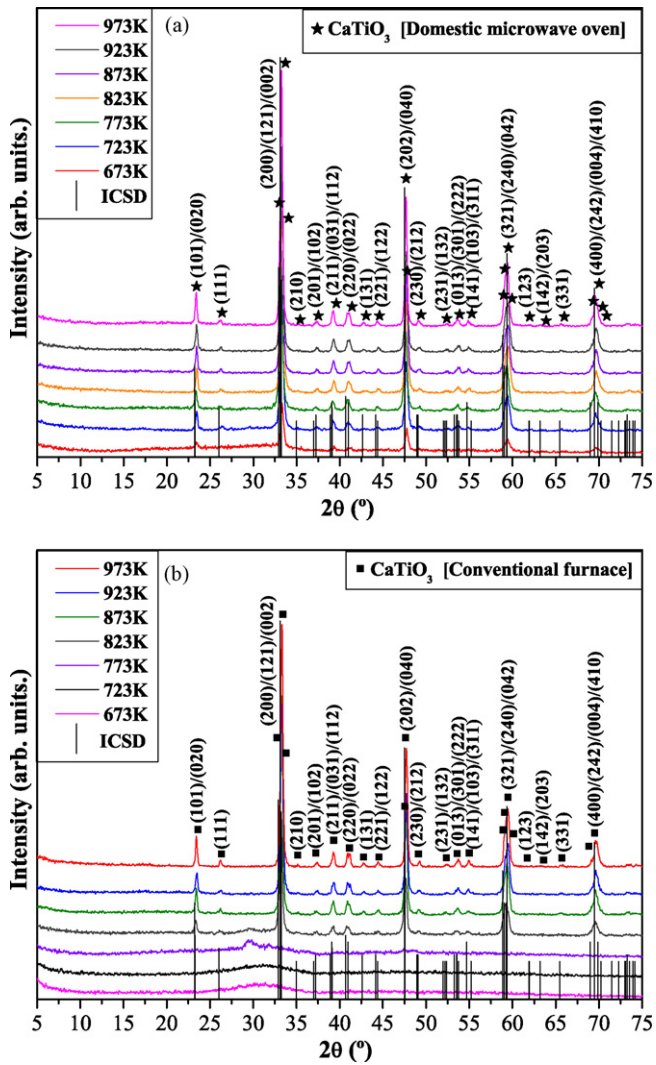 (a)
★ CaTiO₃ [Domestic microwave oven]
973K
923K
873K
823K
773K
723K
673K
ICSD
Intensity (arb. units.)
(101)/(020)
(111)
(200)/(121)/(002)
(210)
(201)/(102)
(211)/(031)/(112)
(220)/(022)
(131)
(221)/(122)
(202)/(040)
(230)/(212)
(231)/(132)
(013)/(301)/(222)
(141)/(103)/(311)
(321)/(240)/(042)
(123)
(142)/(203)
(331)
(400)/(242)/(004)/(410)
5 10 15 20 25 30 35 40 45 50 55 60 65 70 75
2θ (º)
(b)
■ CaTiO₃ [Conventional furnace]
973K
923K
873K
823K
773K
723K
673K
ICSD
Intensity (arb. units.)
(101)/(020)
(111)
(200)/(121)/(002)
(210)
(201)/(102)
(211)/(031)/(112)
(220)/(022)
(131)
(221)/(122)
(202)/(040)
(230)/(212)
(231)/(132)
(013)/(301)/(222)
(141)/(103)/(311)
(321)/(240)/(042)
(123)
(142)/(203)
(331)
(400)/(242)/(004)/(410)
5 10 15 20 25 30 35 40 45 50 55 60 65 70 75
2θ (º)